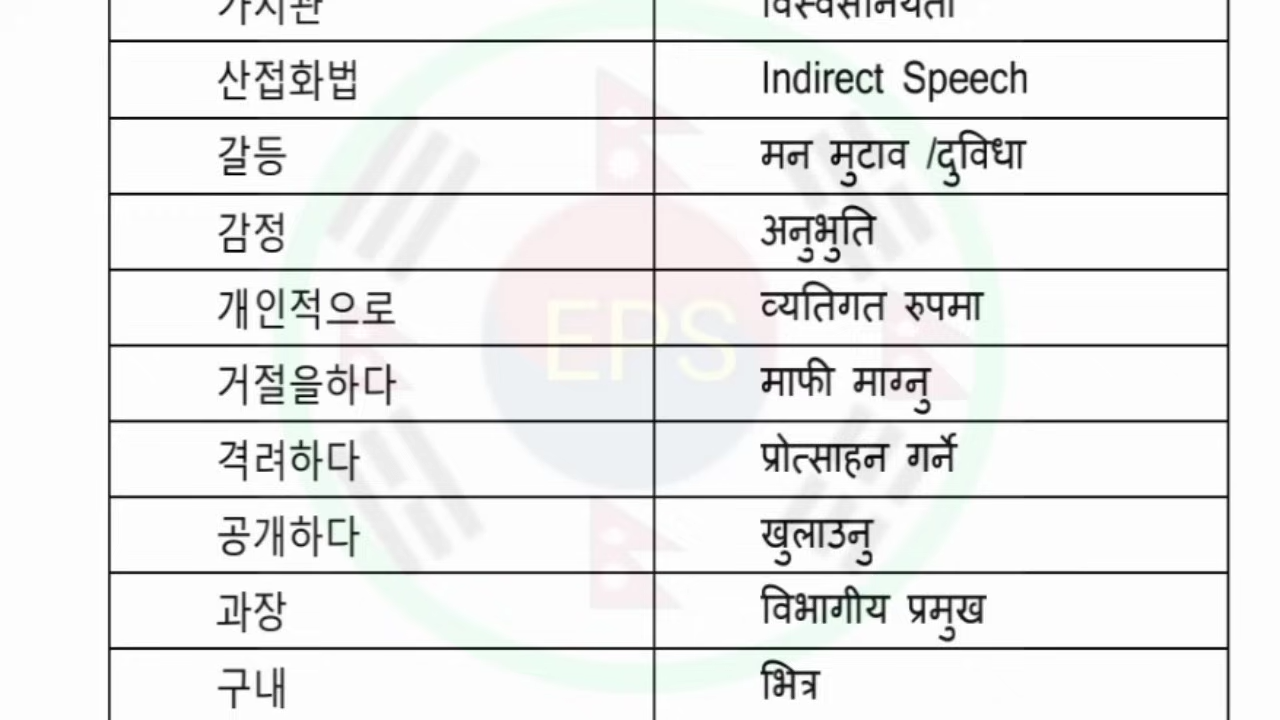 산접화법 Indirect Speech
갈등 मन मुटाव /दुविधा
감정 अनुभुति
개인적으로 व्यतिगत रुपमा
거절을하다 माफी माग्नु
격려하다 प्रोत्साहन गर्ने
공개하다 खुलाउनु
과장 विभागीय प्रमुख
구내 भित्र
EPS